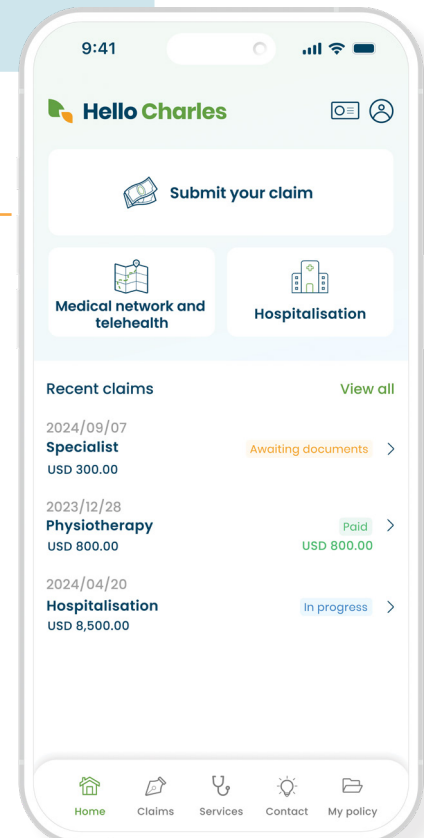 9:41
Hello Charles
Submit your claim
Medical network and
telehealth
Hospitalisation
Recent claims
View all
2024/09/07
Specialist
Awaiting documents
USD 300.00
2023/12/28
Physiotherapy
Paid
USD 800.00
USD 800.00
2024/04/20
Hospitalisation
In progress
USD 8,500.00
Home
Claims
Services
Contact
My policy